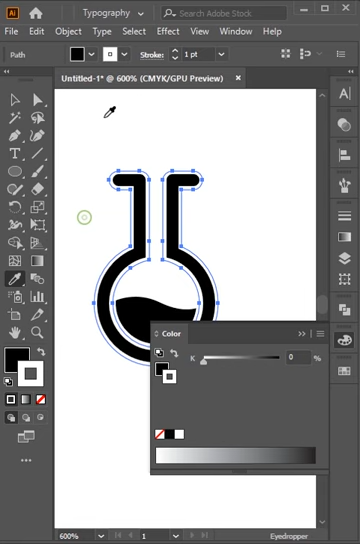 Ai Typography Search Adobe Stock
File Edit Object Type Select Effect View Window
Path Stroke: 1 pt
Untitled-1* @ 600% (CMYK/GPU Preview) ×
Color
K 0 %
600% 1 Eyedropper